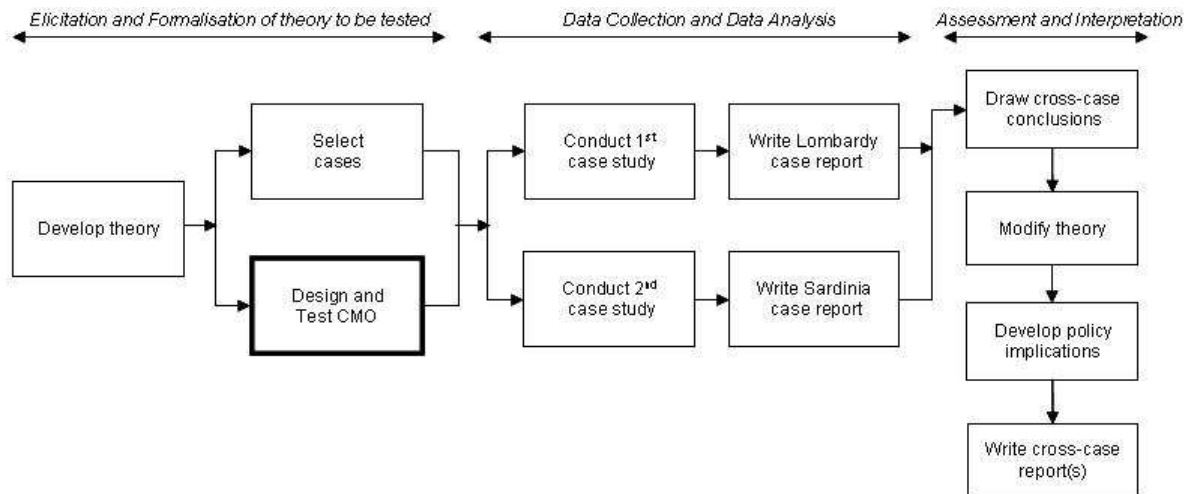 Elicitation and Formalisation of theory to be tested
Data Collection and Data Analysis
Assessment and Interpretation
Develop theory
Select
cases
Design and
Test CMO
Conduct 1st
case study
Write Lombardy
case report
Conduct 2nd
case study
Write Sardinia
case report
Draw cross-case
conclusions
Modify theory
Develop policy
implications
Write cross-case
report(s)